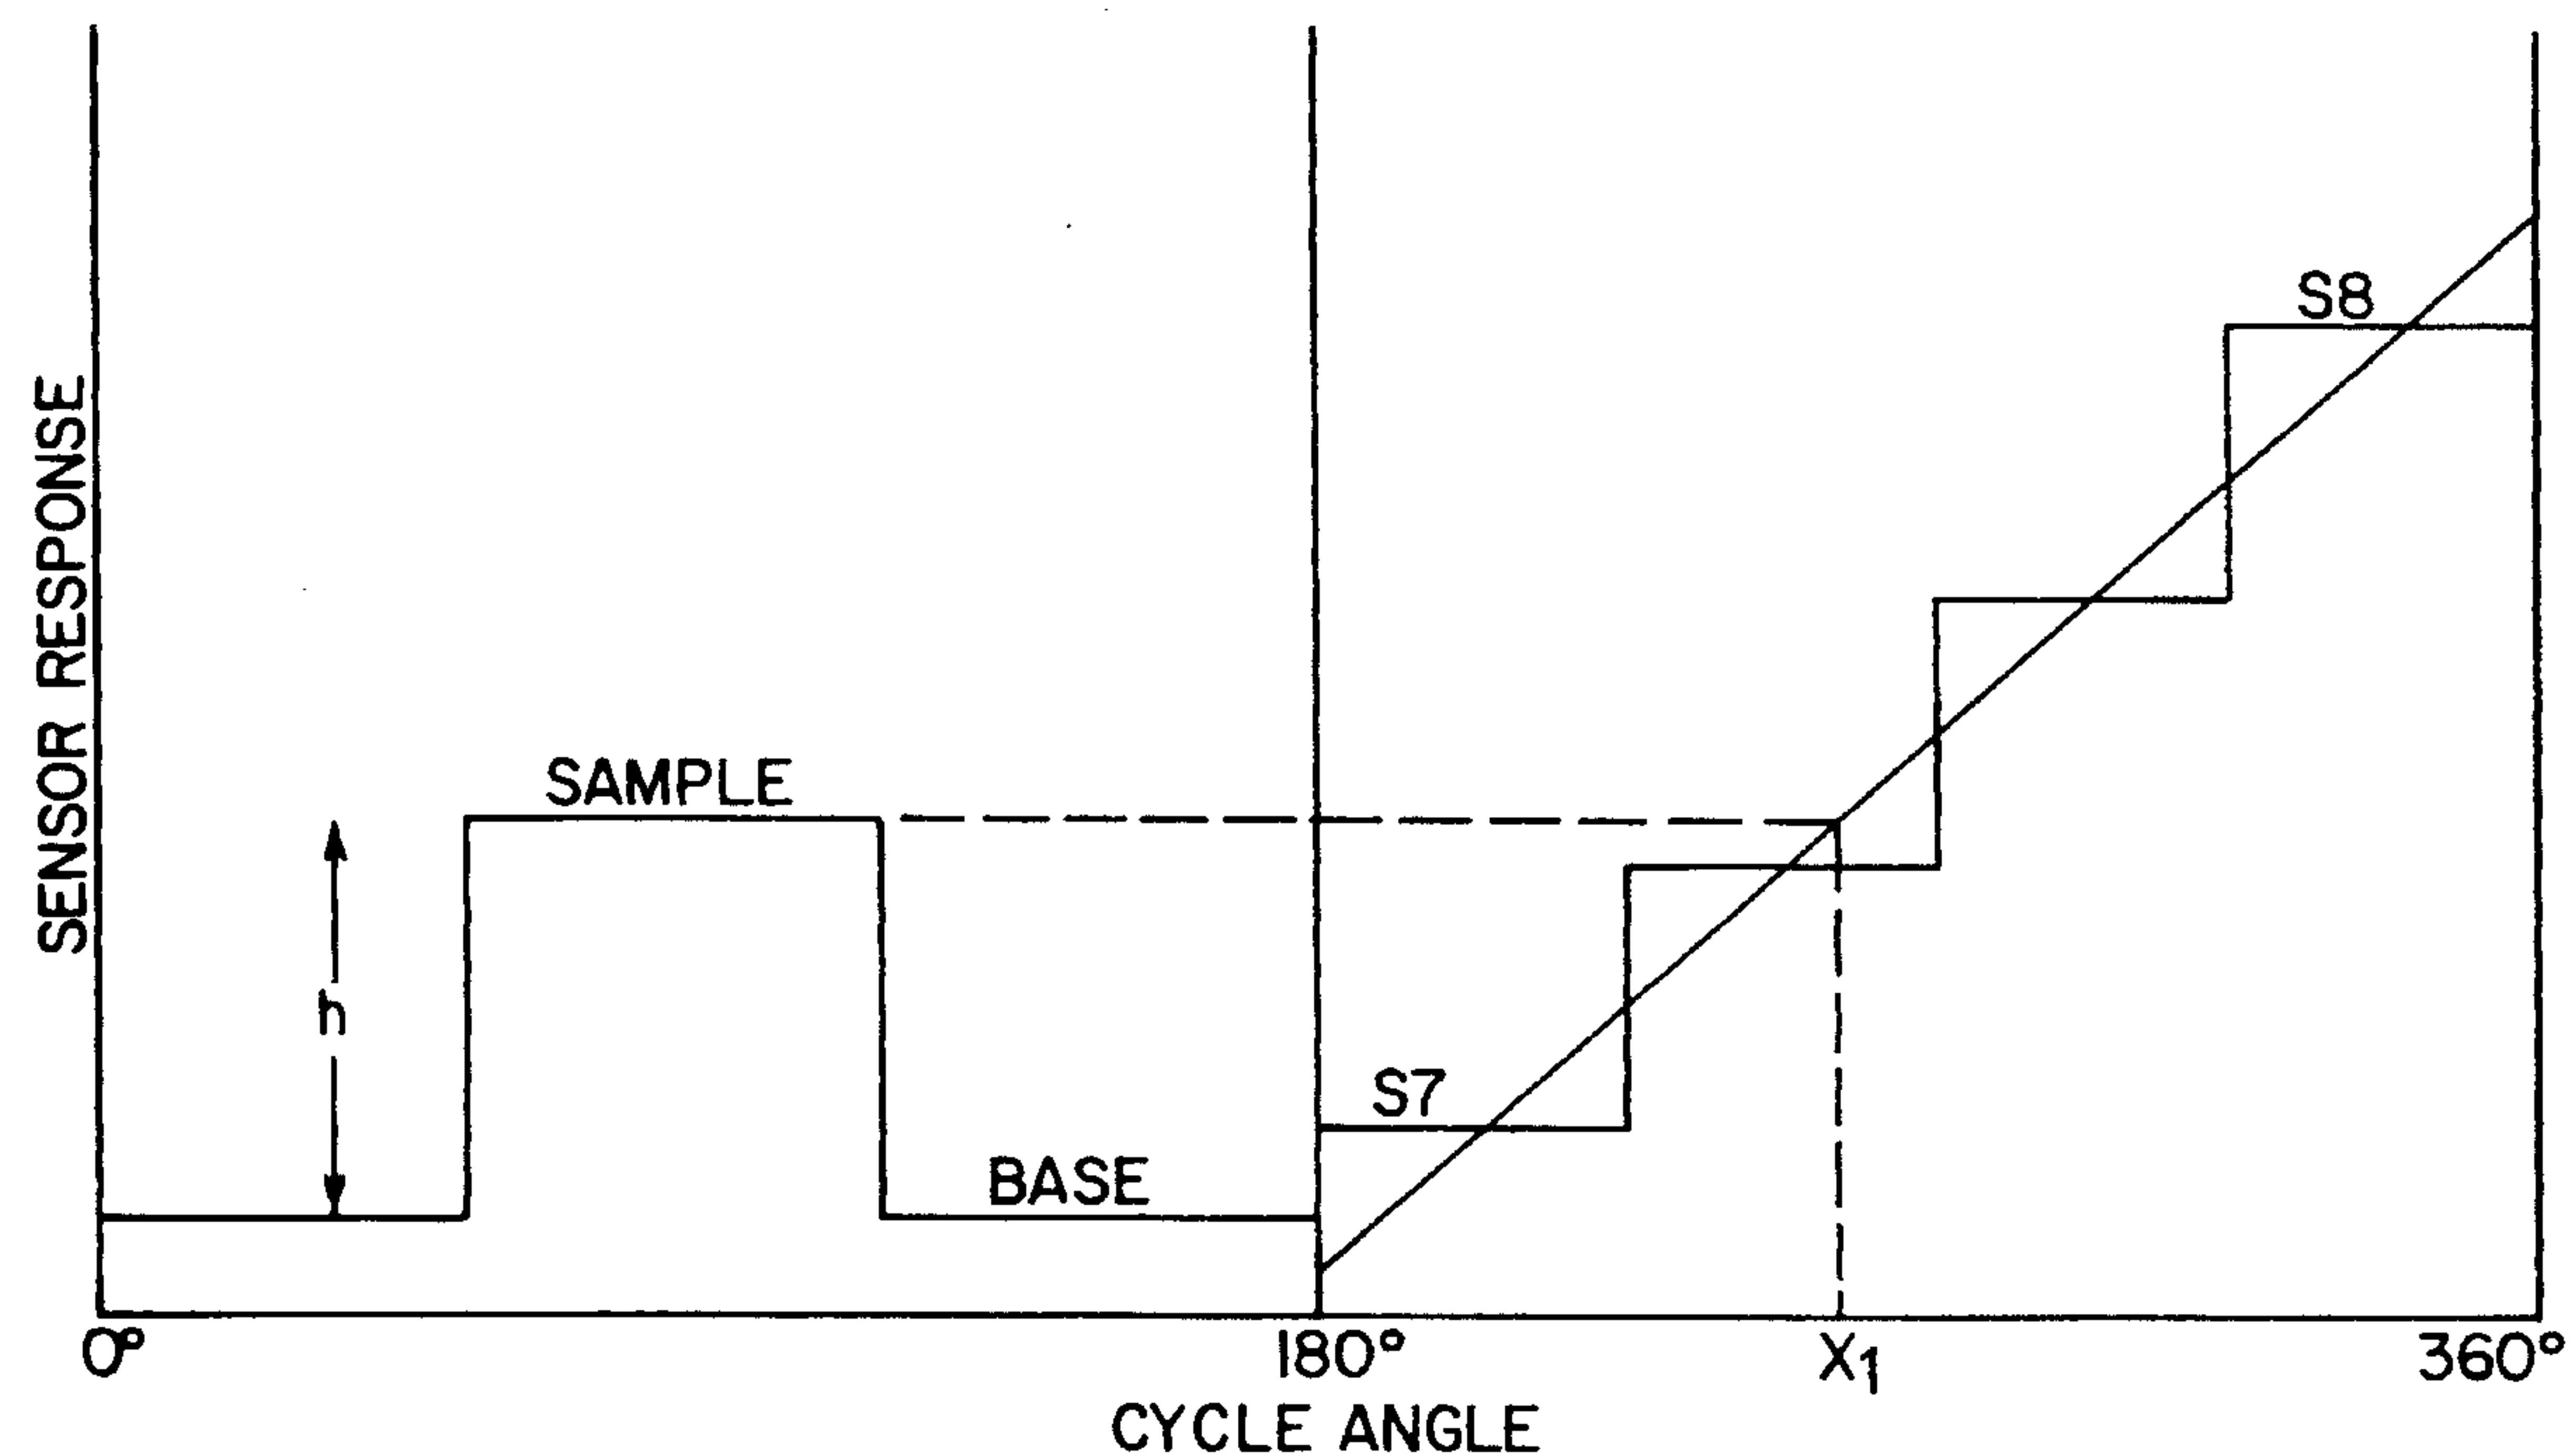 SENSOR RESPONSE
S8
SAMPLE
h
S7
BASE
0° 180° X₁ 360°
CYCLE ANGLE